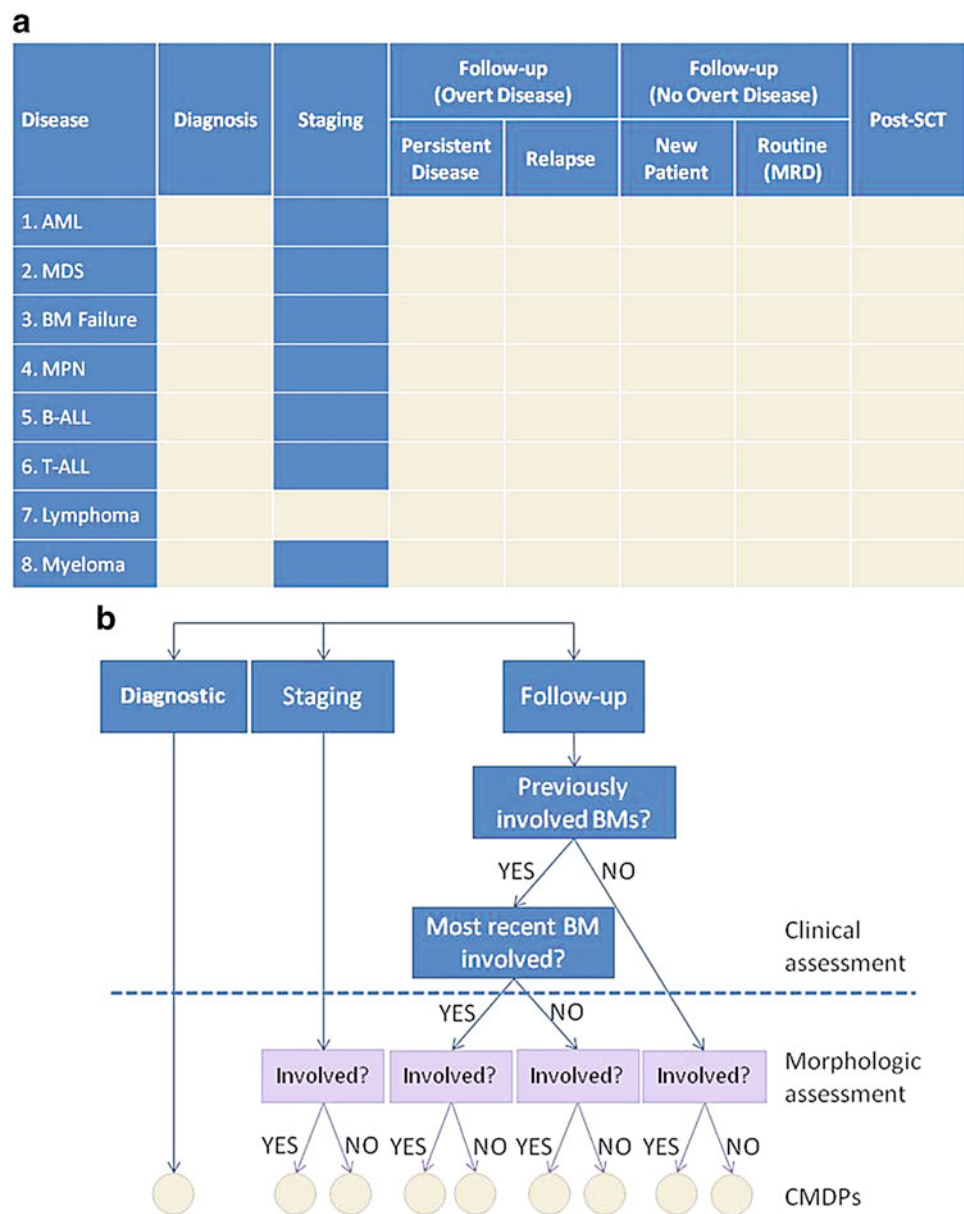 a
Disease
Diagnosis
Staging
Follow-up
(Overt Disease)
Follow-up
(No Overt Disease)
Post-SCT
Persistent
Disease
Relapse
New
Patient
Routine
(MRD)
1. AML
2. MDS
3. BM Failure
4. MPN
5. B-ALL
6. T-ALL
7. Lymphoma
8. Myeloma
b
Diagnostic
Staging
Follow-up
Previously
involved BMs?
YES
NO
Most recent BM
involved?
Clinical
assessment
YES
NO
Involved?
Involved?
Involved?
Involved?
Morphologic
assessment
YES
NO
YES
NO
YES
NO
YES
NO
CMDPs